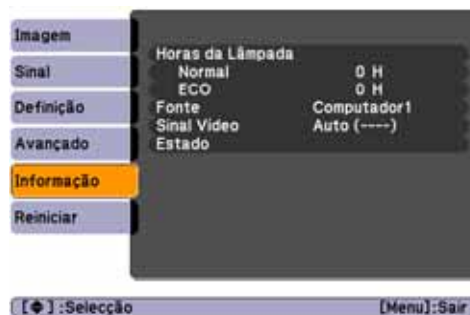 Imagem
Sinal
Definição
Avançado
Informação
Reiniciar
Horas da Lâmpada
Normal 0 H
ECO 0 H
Fonte Computador1
Sinal Vídeo Auto (----)
Estado
[◆] :Selecção [Menu]:Sair